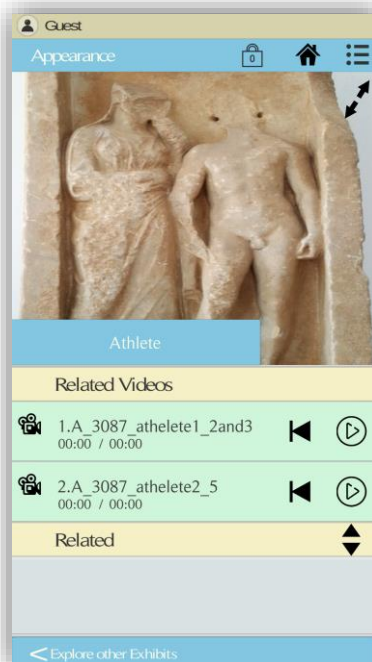 Guest
Appearance
0
Athlete
Related Videos
1.A_3087_athelete1_2and3
00:00 / 00:00
2.A_3087_athelete2_5
00:00 / 00:00
Related
< Explore other Exhibits